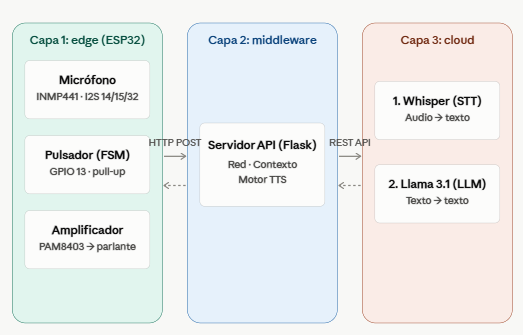 Capa 1: edge (ESP32)
Micrófono
INMP441 · I2S 14/15/32
Pulsador (FSM)
GPIO 13 · pull-up
Amplificador
PAM8403 → parlante
HTTP POST
Capa 2: middleware
Servidor API (Flask)
Red · Contexto
Motor TTS
REST API
Capa 3: cloud
1. Whisper (STT)
Audio → texto
2. Llama 3.1 (LLM)
Texto → texto